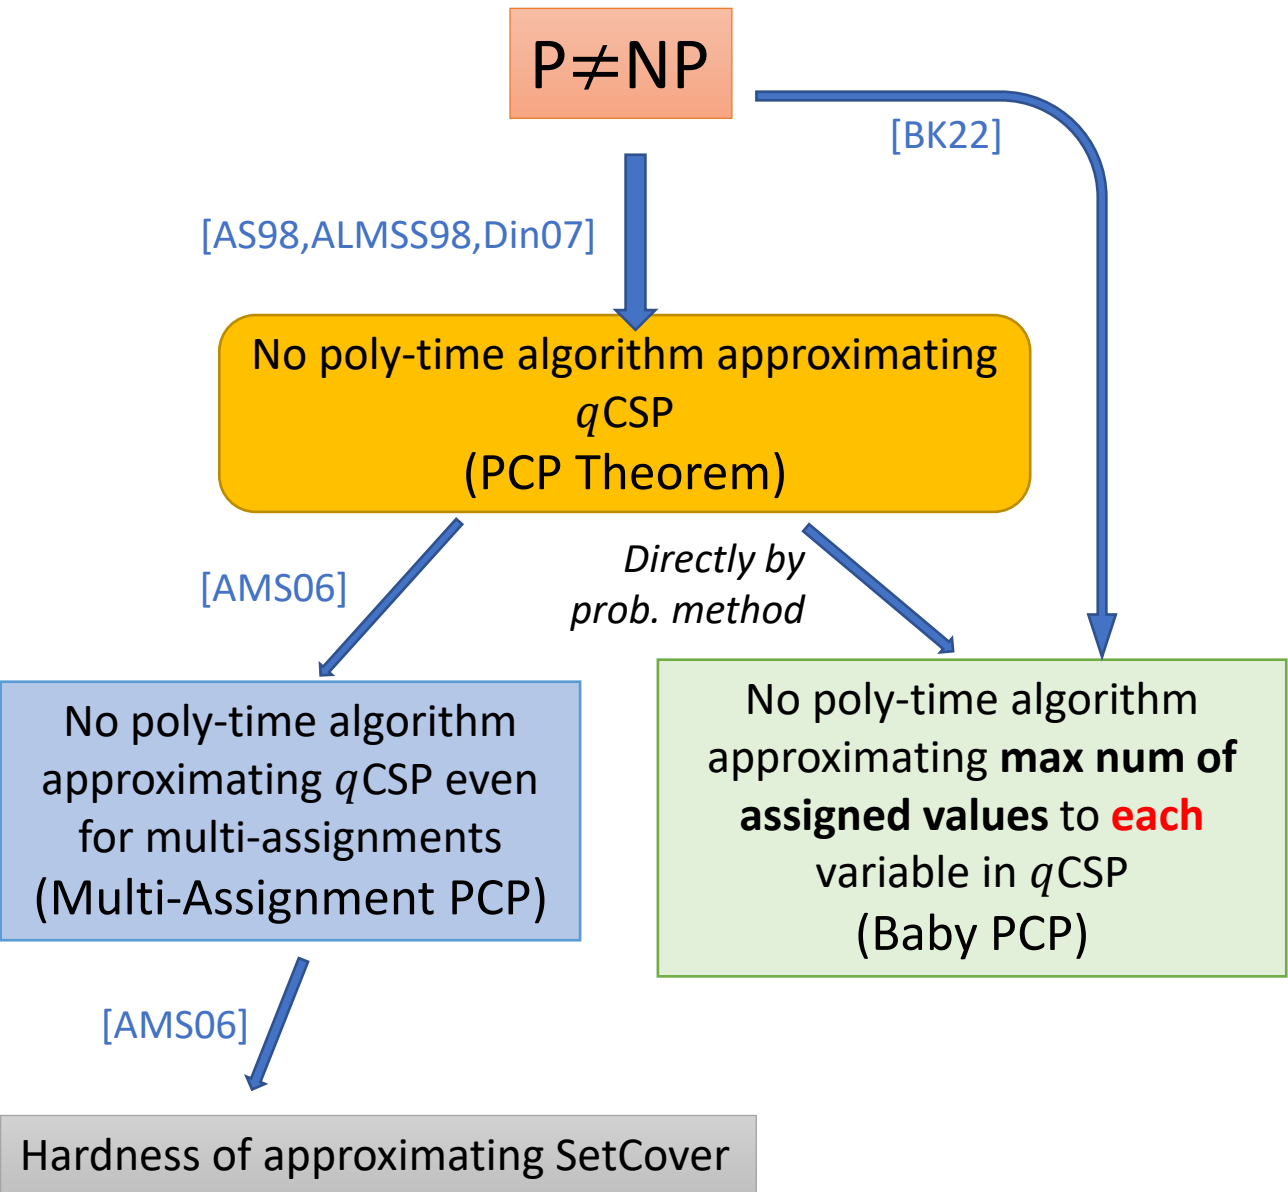 P≠NP
[BK22]
[AS98,ALMSS98,Din07]
No poly-time algorithm approximating
qCSP
(PCP Theorem)
[AMS06]
Directly by
prob. method
No poly-time algorithm
approximating qCSP even
for multi-assignments
(Multi-Assignment PCP)
No poly-time algorithm
approximating max num of
assigned values to each
variable in qCSP
(Baby PCP)
[AMS06]
Hardness of approximating SetCover